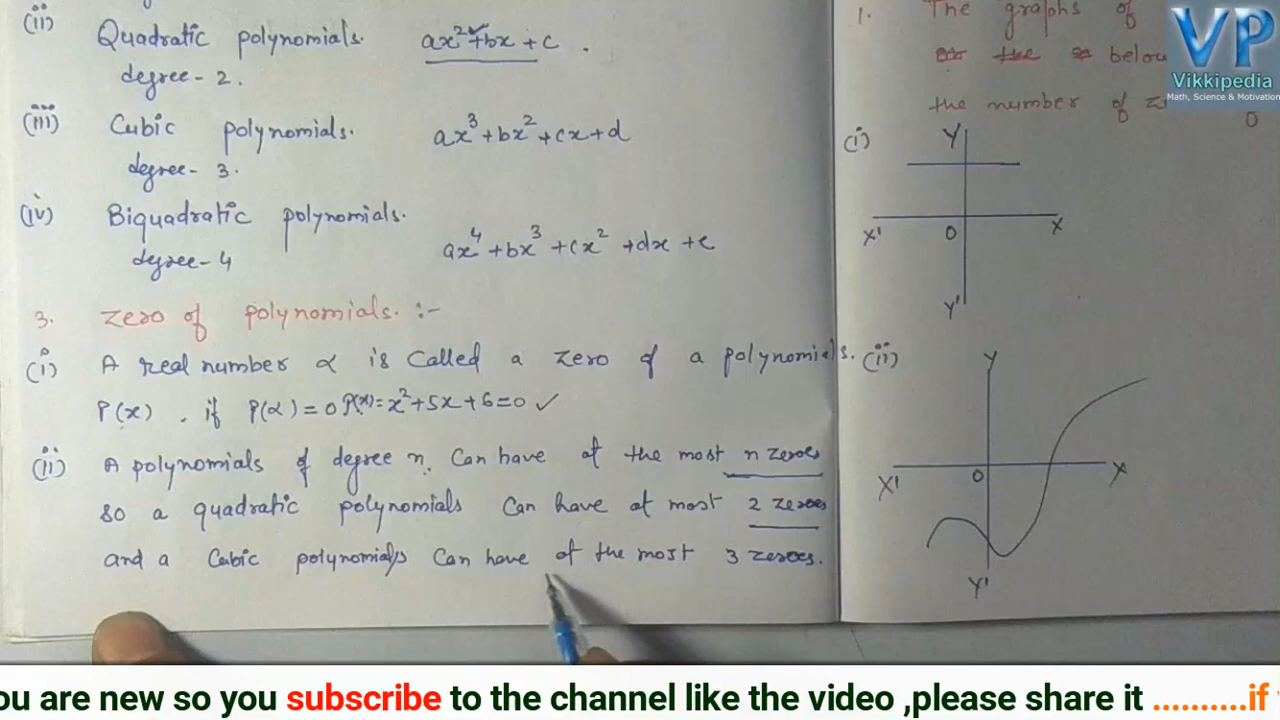 (ii) Quadratic polynomials. ax²+bx+c .
degree-2.
(iii) Cubic polynomials. ax³+bx²+cx+d
degree-3.
(iv) Biquadratic polynomials.
degree-4 ax⁴+bx³+cx²+dx+e
3. Zero of polynomials. :-
(i) A real number α is called a zero of a polynomials.
P(x) . if P(α)=0 P(x)=x²+5x+6=0 ✓
(ii) A polynomials of degree n. Can have at the most n zeroes
so a quadratic polynomials Can have at most 2 zeroes
and a Cubic polynomials Can have at the most 3 zeroes.
1. The graphs of
the below
the number of
(i) Y
X' O X
Y'
(ii) Y
X' O X
Y'
VP
Vikkipedia
Math, Science & Motivation
ou are new so you subscribe to the channel like the video ,please share it ..........if